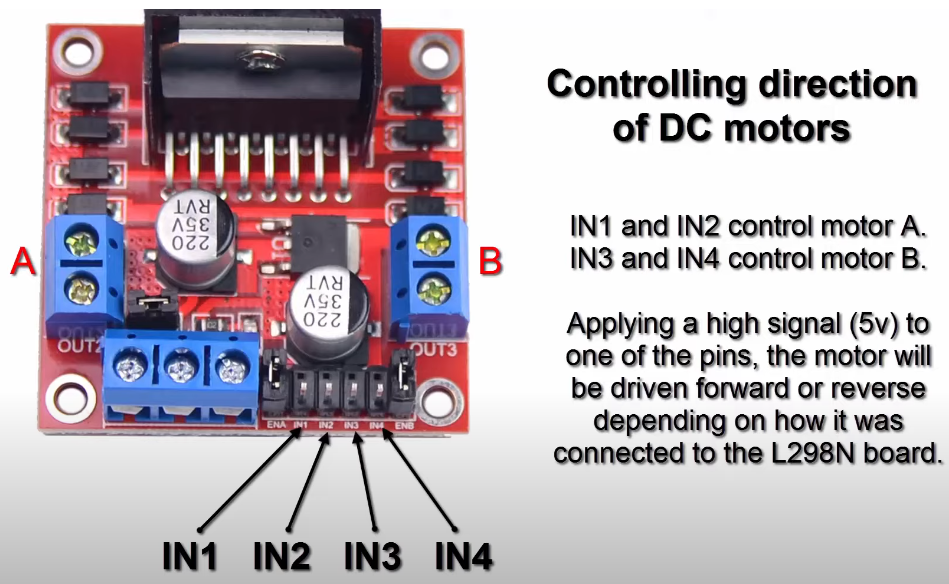 Controlling direction
of DC motors
IN1 and IN2 control motor A.
IN3 and IN4 control motor B.
Applying a high signal (5v) to
one of the pins, the motor will
be driven forward or reverse
depending on how it was
connected to the L298N board.
A
B
220
35V
RVT
220
35V
RVT
OUT2
OUT3
ENA IN1 IN2 IN3 IN4 ENB
IN1 IN2 IN3 IN4